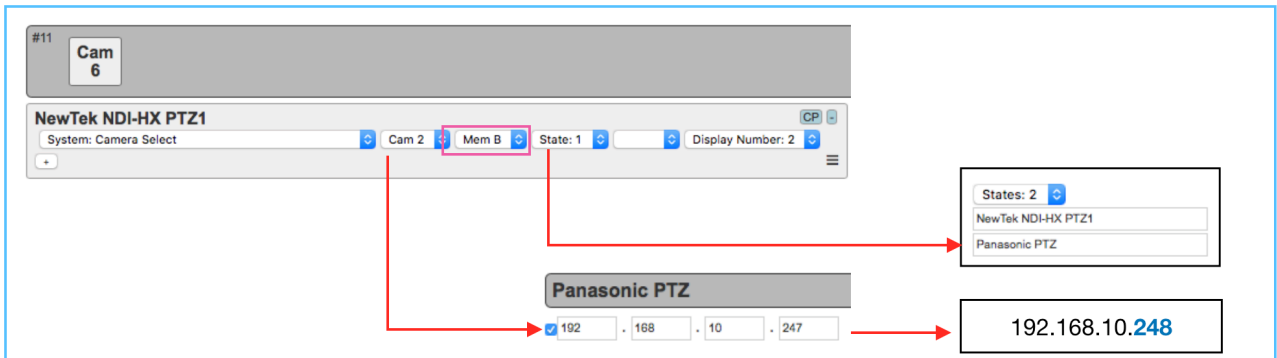 #11
Cam
6
NewTek NDI-HX PTZ1
CP -
System: Camera Select Cam 2 Mem B State: 1 Display Number: 2
+
States: 2
NewTek NDI-HX PTZ1
Panasonic PTZ
Panasonic PTZ
192 . 168 . 10 . 247
192.168.10.248